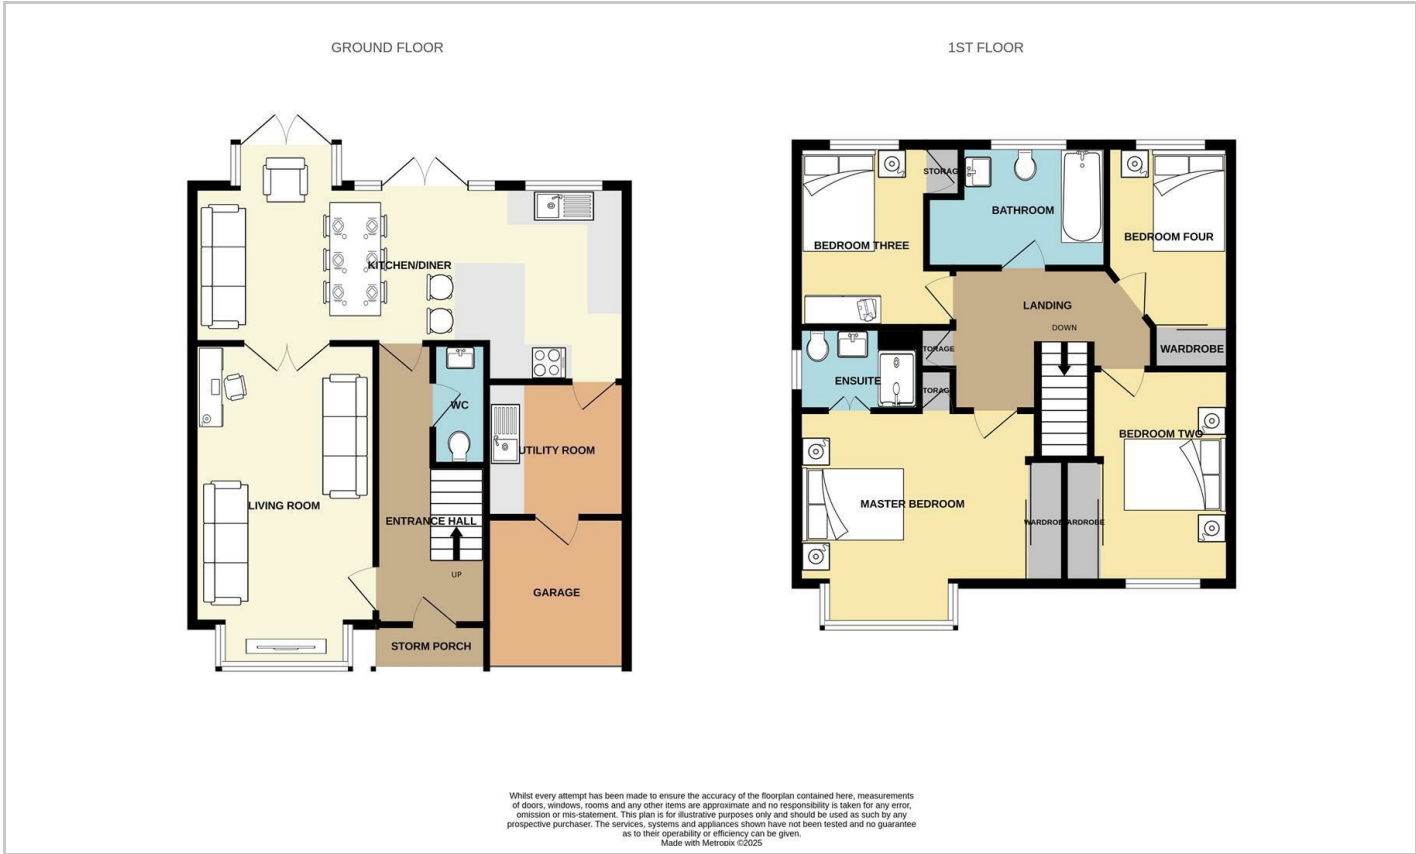 GROUND FLOOR
KITCHEN/DINER
WC
UTILITY ROOM
LIVING ROOM
ENTRANCE HALL
UP
GARAGE
STORM PORCH
1ST FLOOR
STORAG
BATHROOM
BEDROOM THREE
BEDROOM FOUR
LANDING
DOWN
TORAGE
WARDROBE
ENSUITE
TORAG
BEDROOM TWO
MASTER BEDROOM
WARDROB
ARDROBE
Whilst every attempt has been made to ensure the accuracy of the floorplan contained here, measurements
of doors, windows, rooms and any other items are approximate and no responsibility is taken for any error,
omission or mis-statement. This plan is for illustrative purposes only and should be used as such by any
prospective purchaser. The services, systems and appliances shown have not been tested and no guarantee
as to their operability or efficiency can be given.
Made with Metropix ©2025